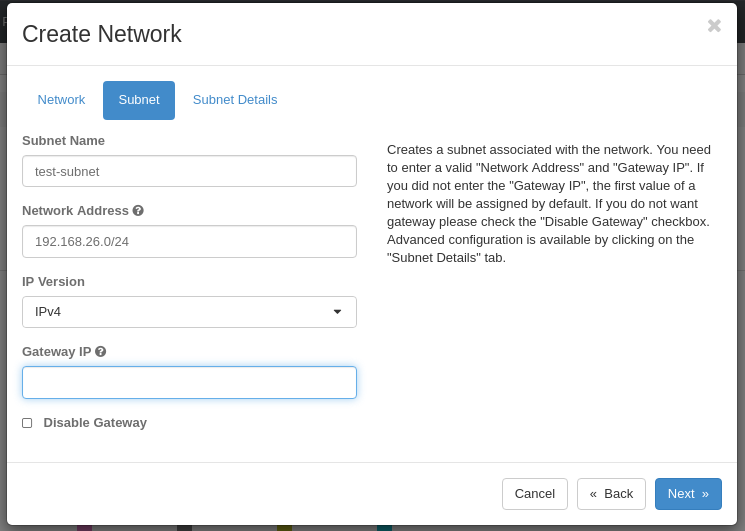 Create Network
✖
Network Subnet Subnet Details
Subnet Name
test-subnet
Network Address ?
192.168.26.0/24
IP Version
IPv4
Gateway IP ?
Disable Gateway
Creates a subnet associated with the network. You need
to enter a valid "Network Address" and "Gateway IP". If
you did not enter the "Gateway IP", the first value of a
network will be assigned by default. If you do not want
gateway please check the "Disable Gateway" checkbox.
Advanced configuration is available by clicking on the
"Subnet Details" tab.
Cancel « Back Next »